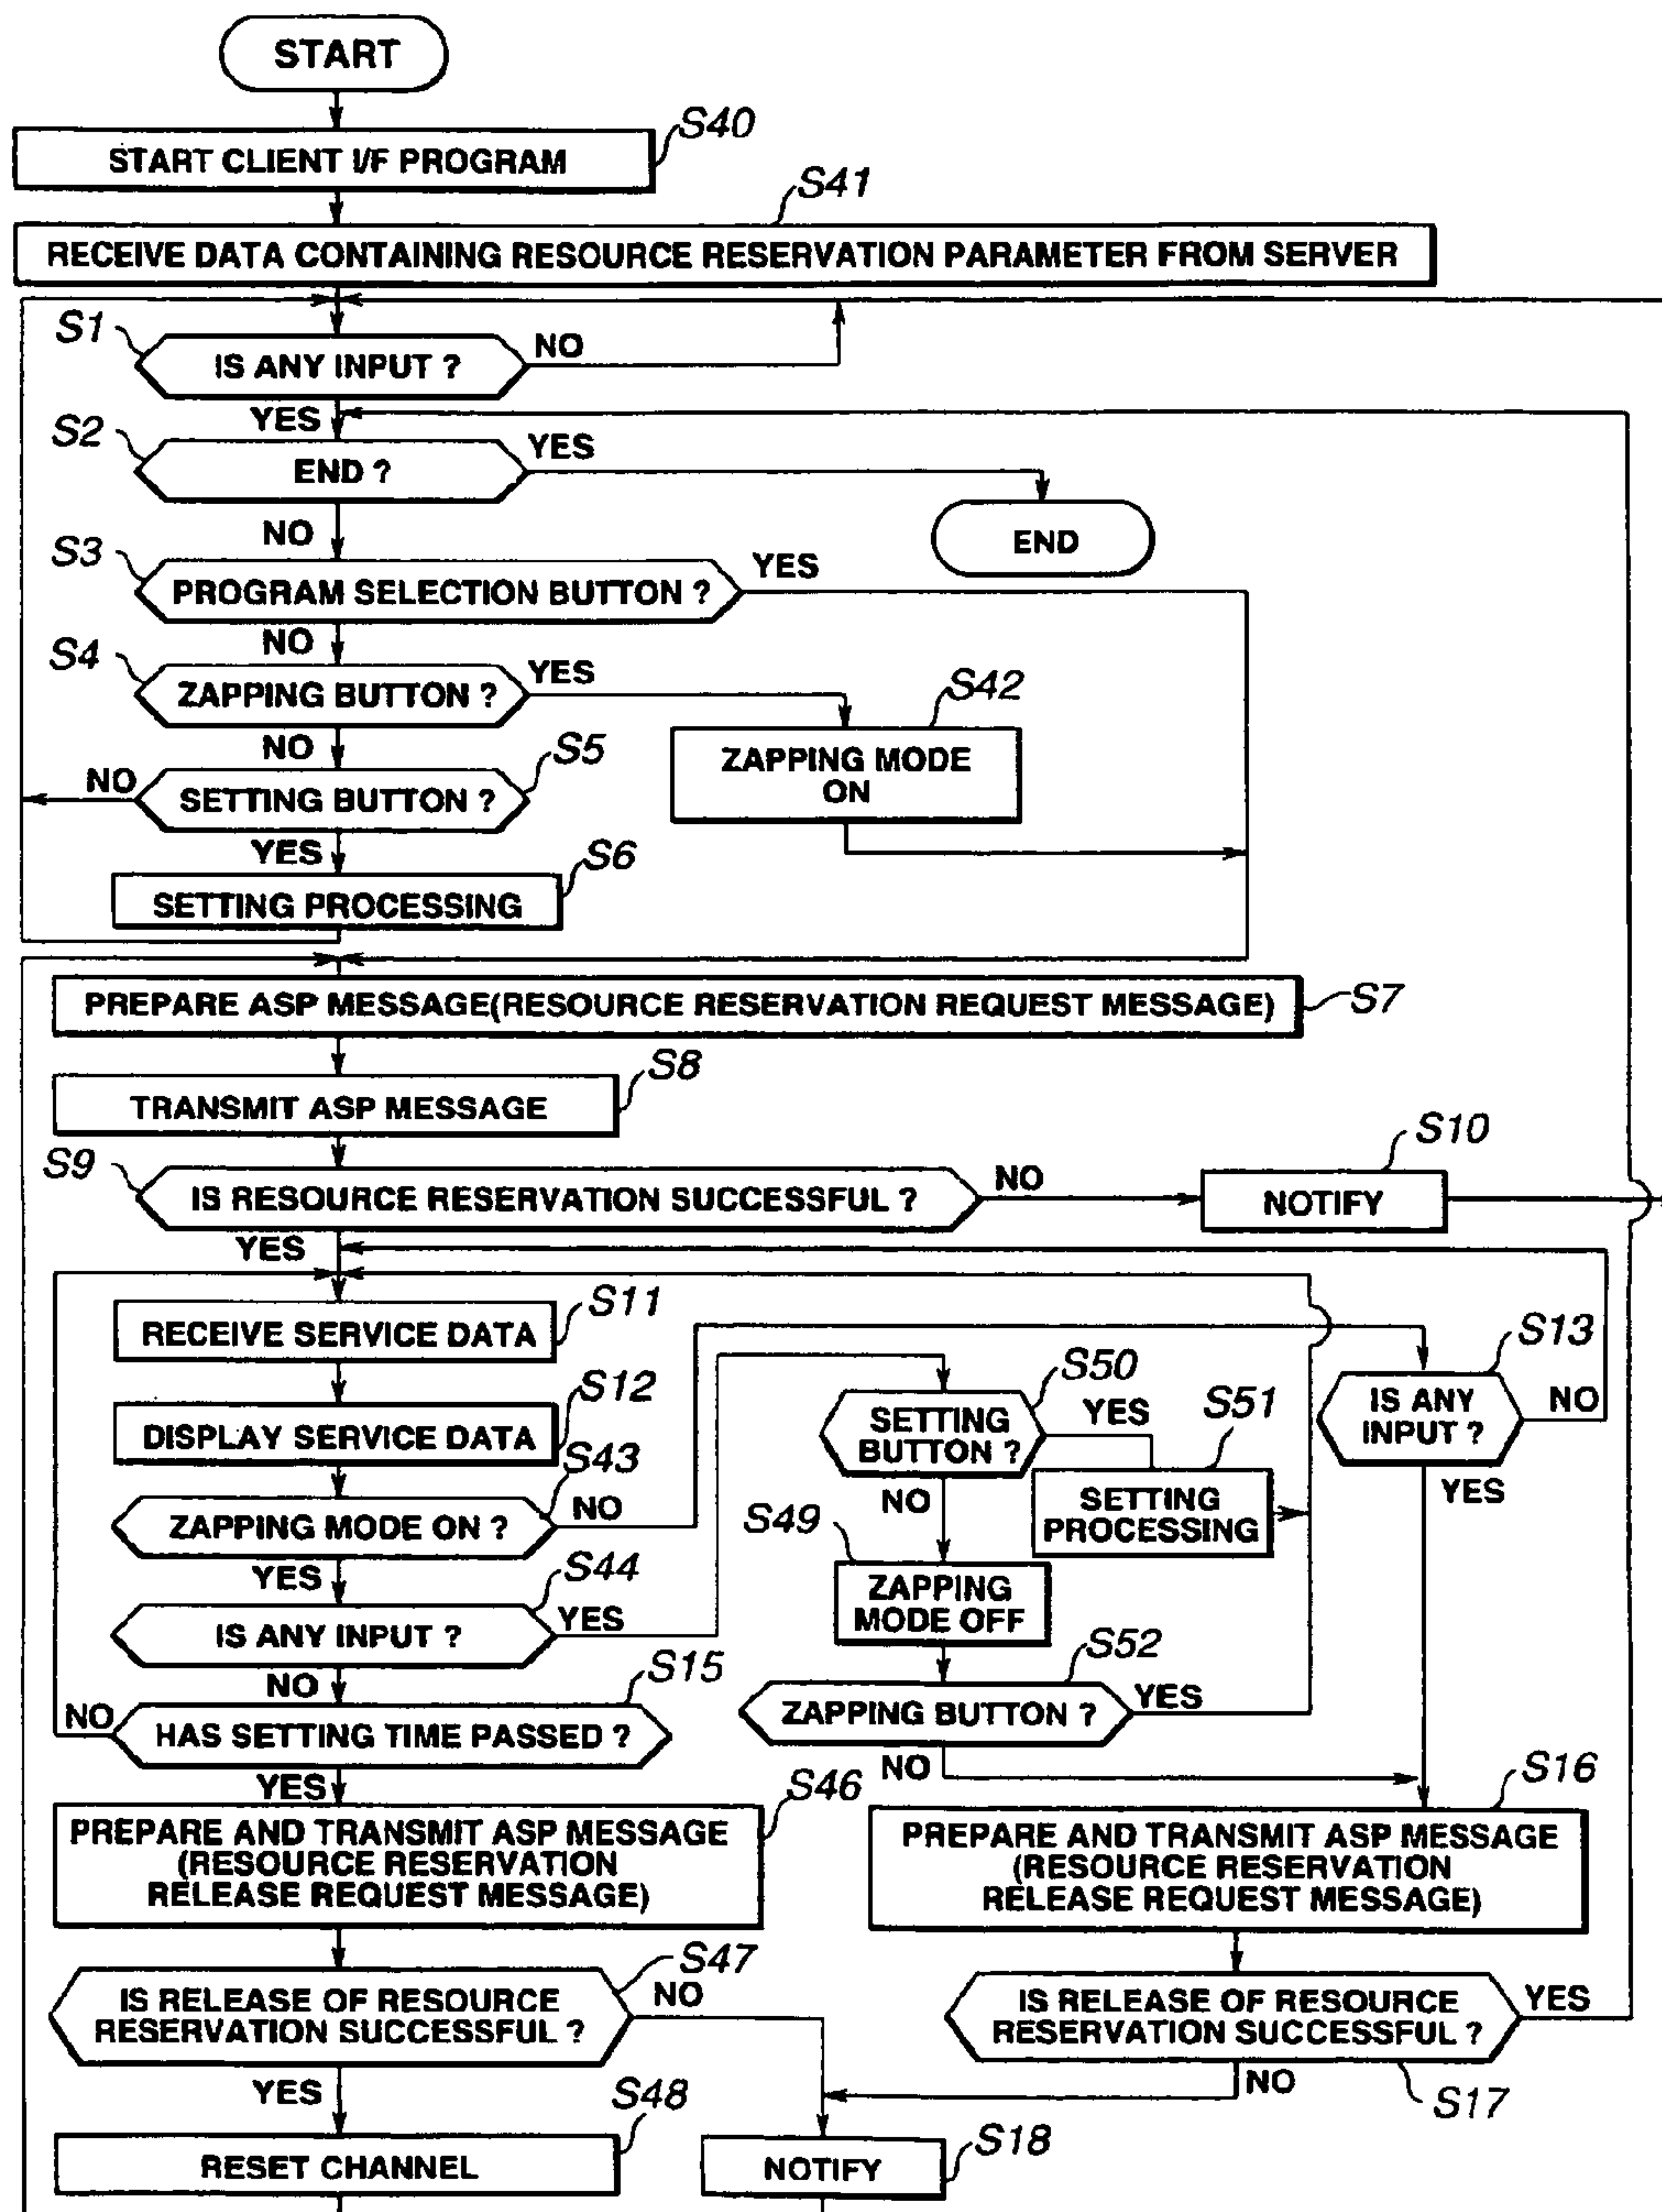 START
S40
START CLIENT I/F PROGRAM
S41
RECEIVE DATA CONTAINING RESOURCE RESERVATION PARAMETER FROM SERVER
S1
IS ANY INPUT ?
NO
YES
S2
END ?
YES
END
NO
S3
PROGRAM SELECTION BUTTON ?
YES
NO
S4
ZAPPING BUTTON ?
YES
S42
ZAPPING MODE
ON
NO
S5
NO
SETTING BUTTON ?
YES
S6
SETTING PROCESSING
PREPARE ASP MESSAGE(RESOURCE RESERVATION REQUEST MESSAGE)
S7
S8
TRANSMIT ASP MESSAGE
S9
IS RESOURCE RESERVATION SUCCESSFUL ?
NO
S10
NOTIFY
YES
S11
RECEIVE SERVICE DATA
S12
DISPLAY SERVICE DATA
S43
ZAPPING MODE ON ?
NO
YES
S44
IS ANY INPUT ?
YES
NO
S15
NO
HAS SETTING TIME PASSED ?
YES
S50
SETTING
BUTTON ?
YES
S51
SETTING
PROCESSING
NO
S49
ZAPPING
MODE OFF
S52
ZAPPING BUTTON ?
YES
NO
S13
IS ANY
INPUT ?
NO
YES
S46
PREPARE AND TRANSMIT ASP MESSAGE
(RESOURCE RESERVATION
RELEASE REQUEST MESSAGE)
S16
PREPARE AND TRANSMIT ASP MESSAGE
(RESOURCE RESERVATION
RELEASE REQUEST MESSAGE)
S47
IS RELEASE OF RESOURCE
RESERVATION SUCCESSFUL ?
NO
YES
IS RELEASE OF RESOURCE
RESERVATION SUCCESSFUL ?
YES
NO
S17
S48
RESET CHANNEL
S18
NOTIFY